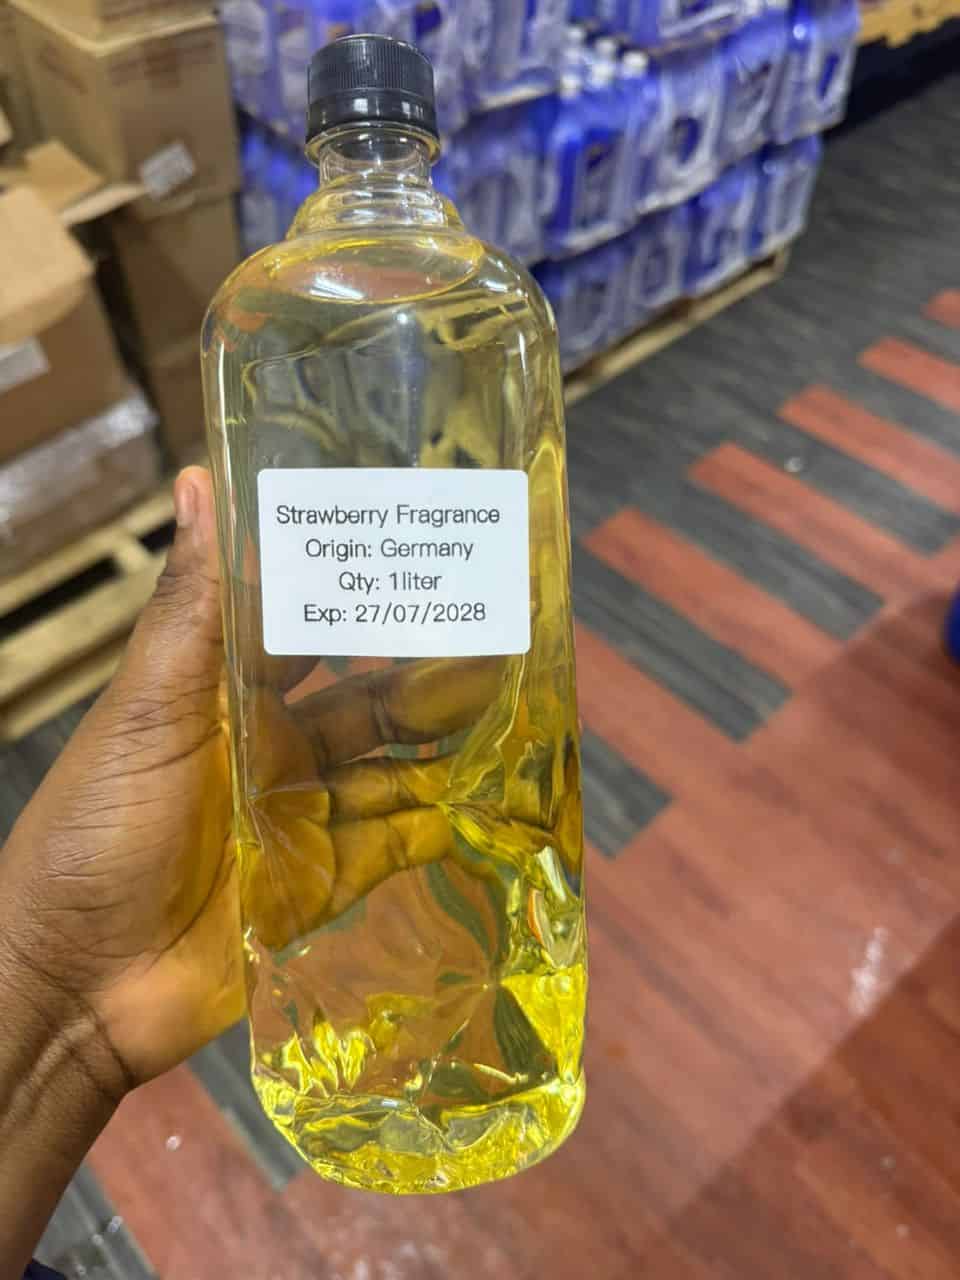 Strawberry Fragrance
Origin: Germany
Qty: 1liter
Exp: 27/07/2028